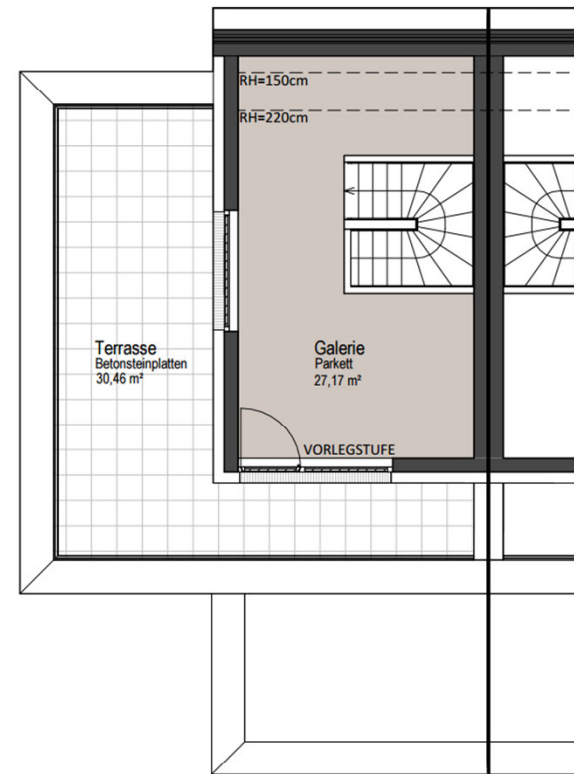 RH=150cm
RH=220cm
Terrasse
Betonsteinplatten
30,46 m²
Galerie
Parkett
27,17 m²
VORLEGSTUFE